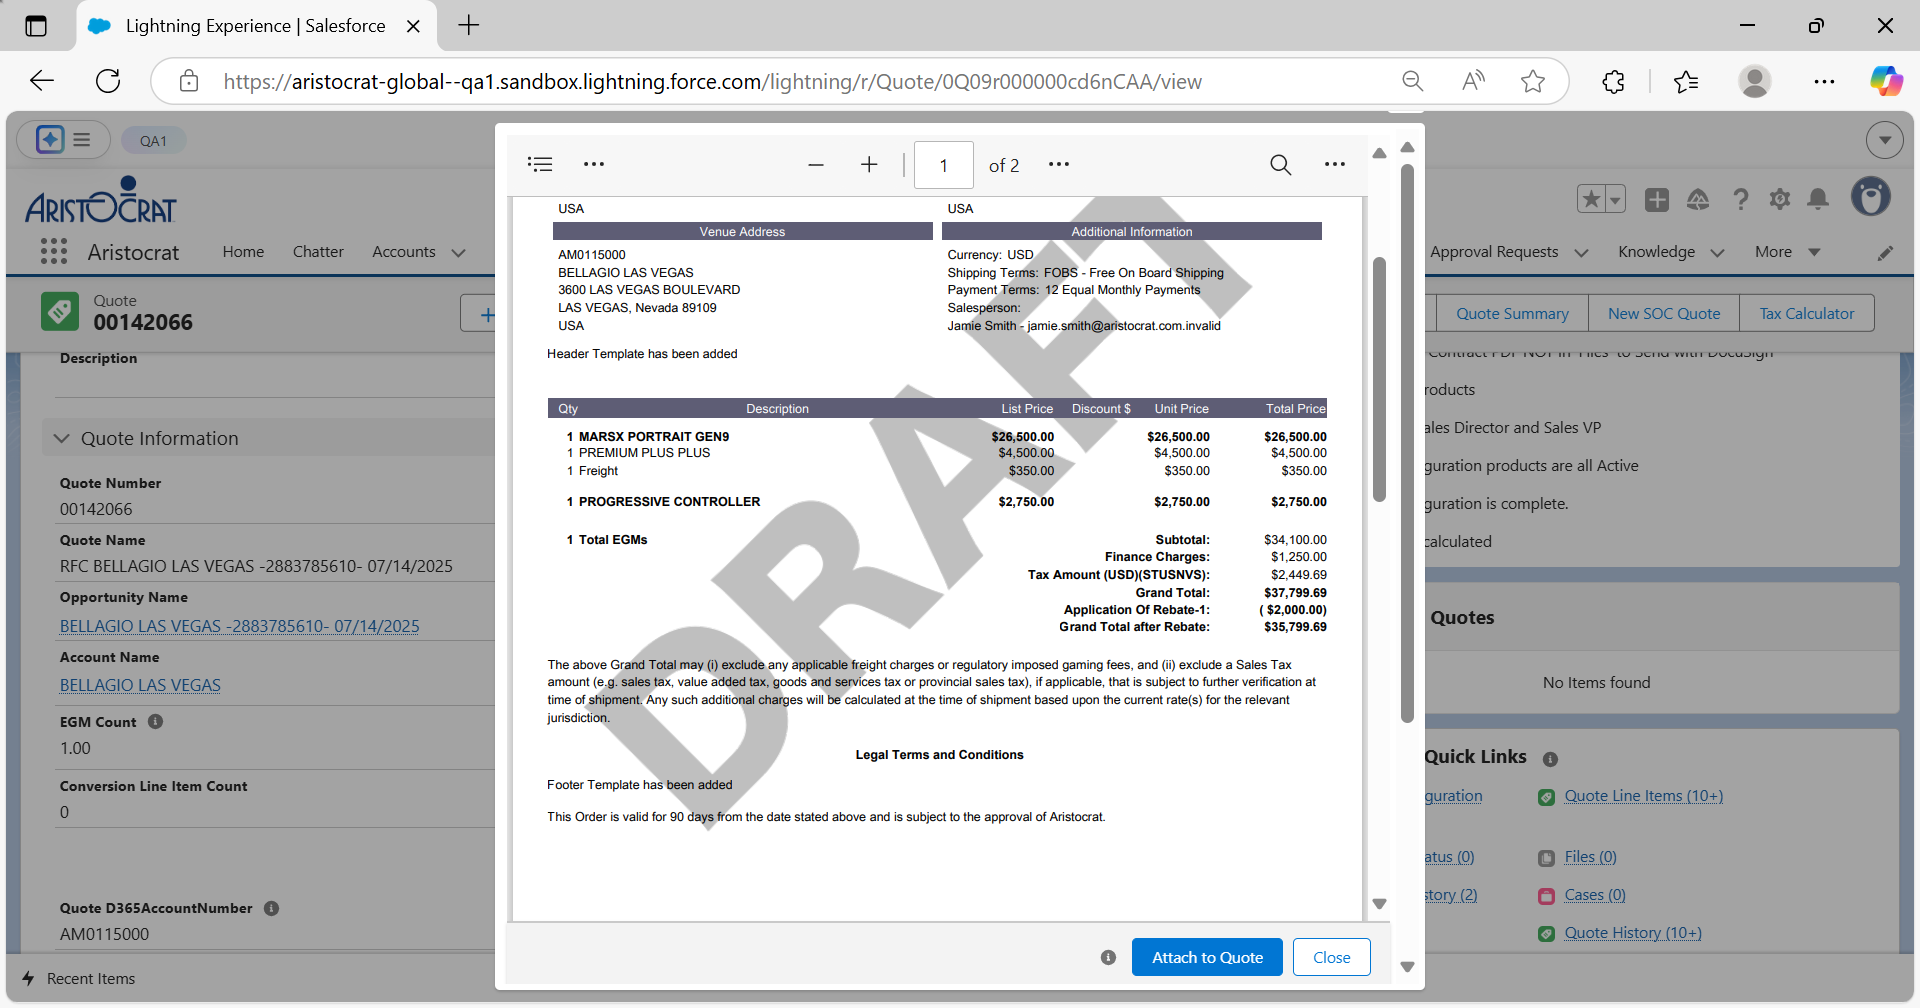 Lightning Experience | Salesforce
https://aristocrat-global--qa1.sandbox.lightning.force.com/lightning/r/Quote/0Q09r000000cd6nCAA/view
QA1
ARISTOCRAT
Aristocrat
Home
Chatter
Accounts
Approval Requests
Knowledge
More
Quote
00142066
Quote Summary
New SOC Quote
Tax Calculator
Description
Quote Information
Quote Number
00142066
Quote Name
RFC BELLAGIO LAS VEGAS -2883785610- 07/14/2025
Opportunity Name
BELLAGIO LAS VEGAS -2883785610- 07/14/2025
Account Name
BELLAGIO LAS VEGAS
EGM Count
1.00
Conversion Line Item Count
0
Quote D365AccountNumber
AM0115000
Recent Items
1 of 2
DRAFT
USA USA
Venue Address Additional Information
AM0115000
BELLAGIO LAS VEGAS
3600 LAS VEGAS BOULEVARD
LAS VEGAS, Nevada 89109
USA
Currency: USD
Shipping Terms: FOBS - Free On Board Shipping
Payment Terms: 12 Equal Monthly Payments
Salesperson:
Jamie Smith - jamie.smith@aristocrat.com.invalid
Header Template has been added
Qty Description List Price Discount $ Unit Price Total Price
1 MARSX PORTRAIT GEN9 $26,500.00 $26,500.00 $26,500.00
1 PREMIUM PLUS PLUS $4,500.00 $4,500.00 $4,500.00
1 Freight $350.00 $350.00 $350.00
1 PROGRESSIVE CONTROLLER $2,750.00 $2,750.00 $2,750.00
1 Total EGMs Subtotal: $34,100.00
Finance Charges: $1,250.00
Tax Amount (USD)(STUSNVS): $2,449.69
Grand Total: $37,799.69
Application Of Rebate-1: ( $2,000.00)
Grand Total after Rebate: $35,799.69
The above Grand Total may (i) exclude any applicable freight charges or regulatory imposed gaming fees, and (ii) exclude a Sales Tax
amount (e.g. sales tax, value added tax, goods and services tax or provincial sales tax), if applicable, that is subject to further verification at
time of shipment. Any such additional charges will be calculated at the time of shipment based upon the current rate(s) for the relevant
jurisdiction.
Legal Terms and Conditions
Footer Template has been added
This Order is valid for 90 days from the date stated above and is subject to the approval of Aristocrat.
Attach to Quote
Close
Contract PDF NOT in 'Files' to Send with DocuSign
roducts
ales Director and Sales VP
guration products are all Active
guration is complete.
calculated
Quotes
No Items found
Quick Links
guration
Quote Line Items (10+)
atus (0)
Files (0)
story (2)
Cases (0)
Quote History (10+)